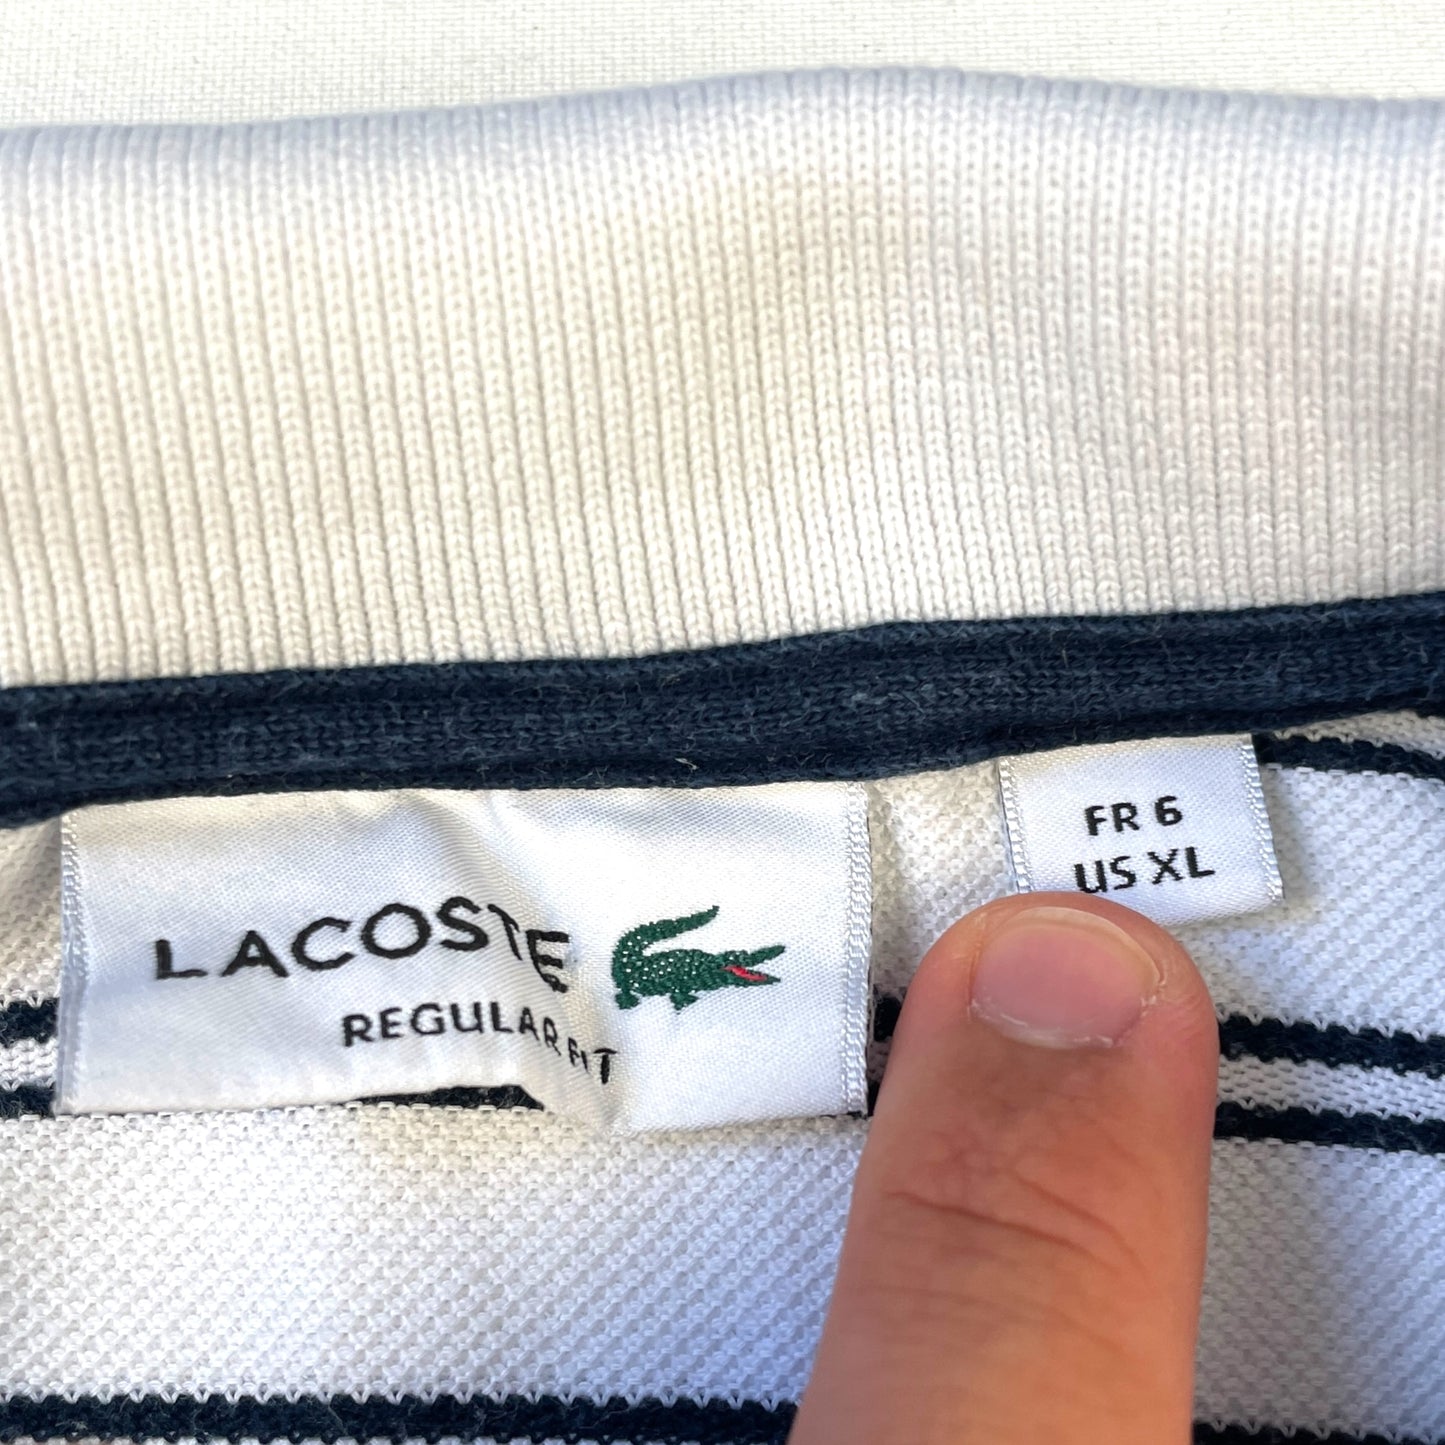 LACOSTE
REGULAR FIT
FR 6
US XL